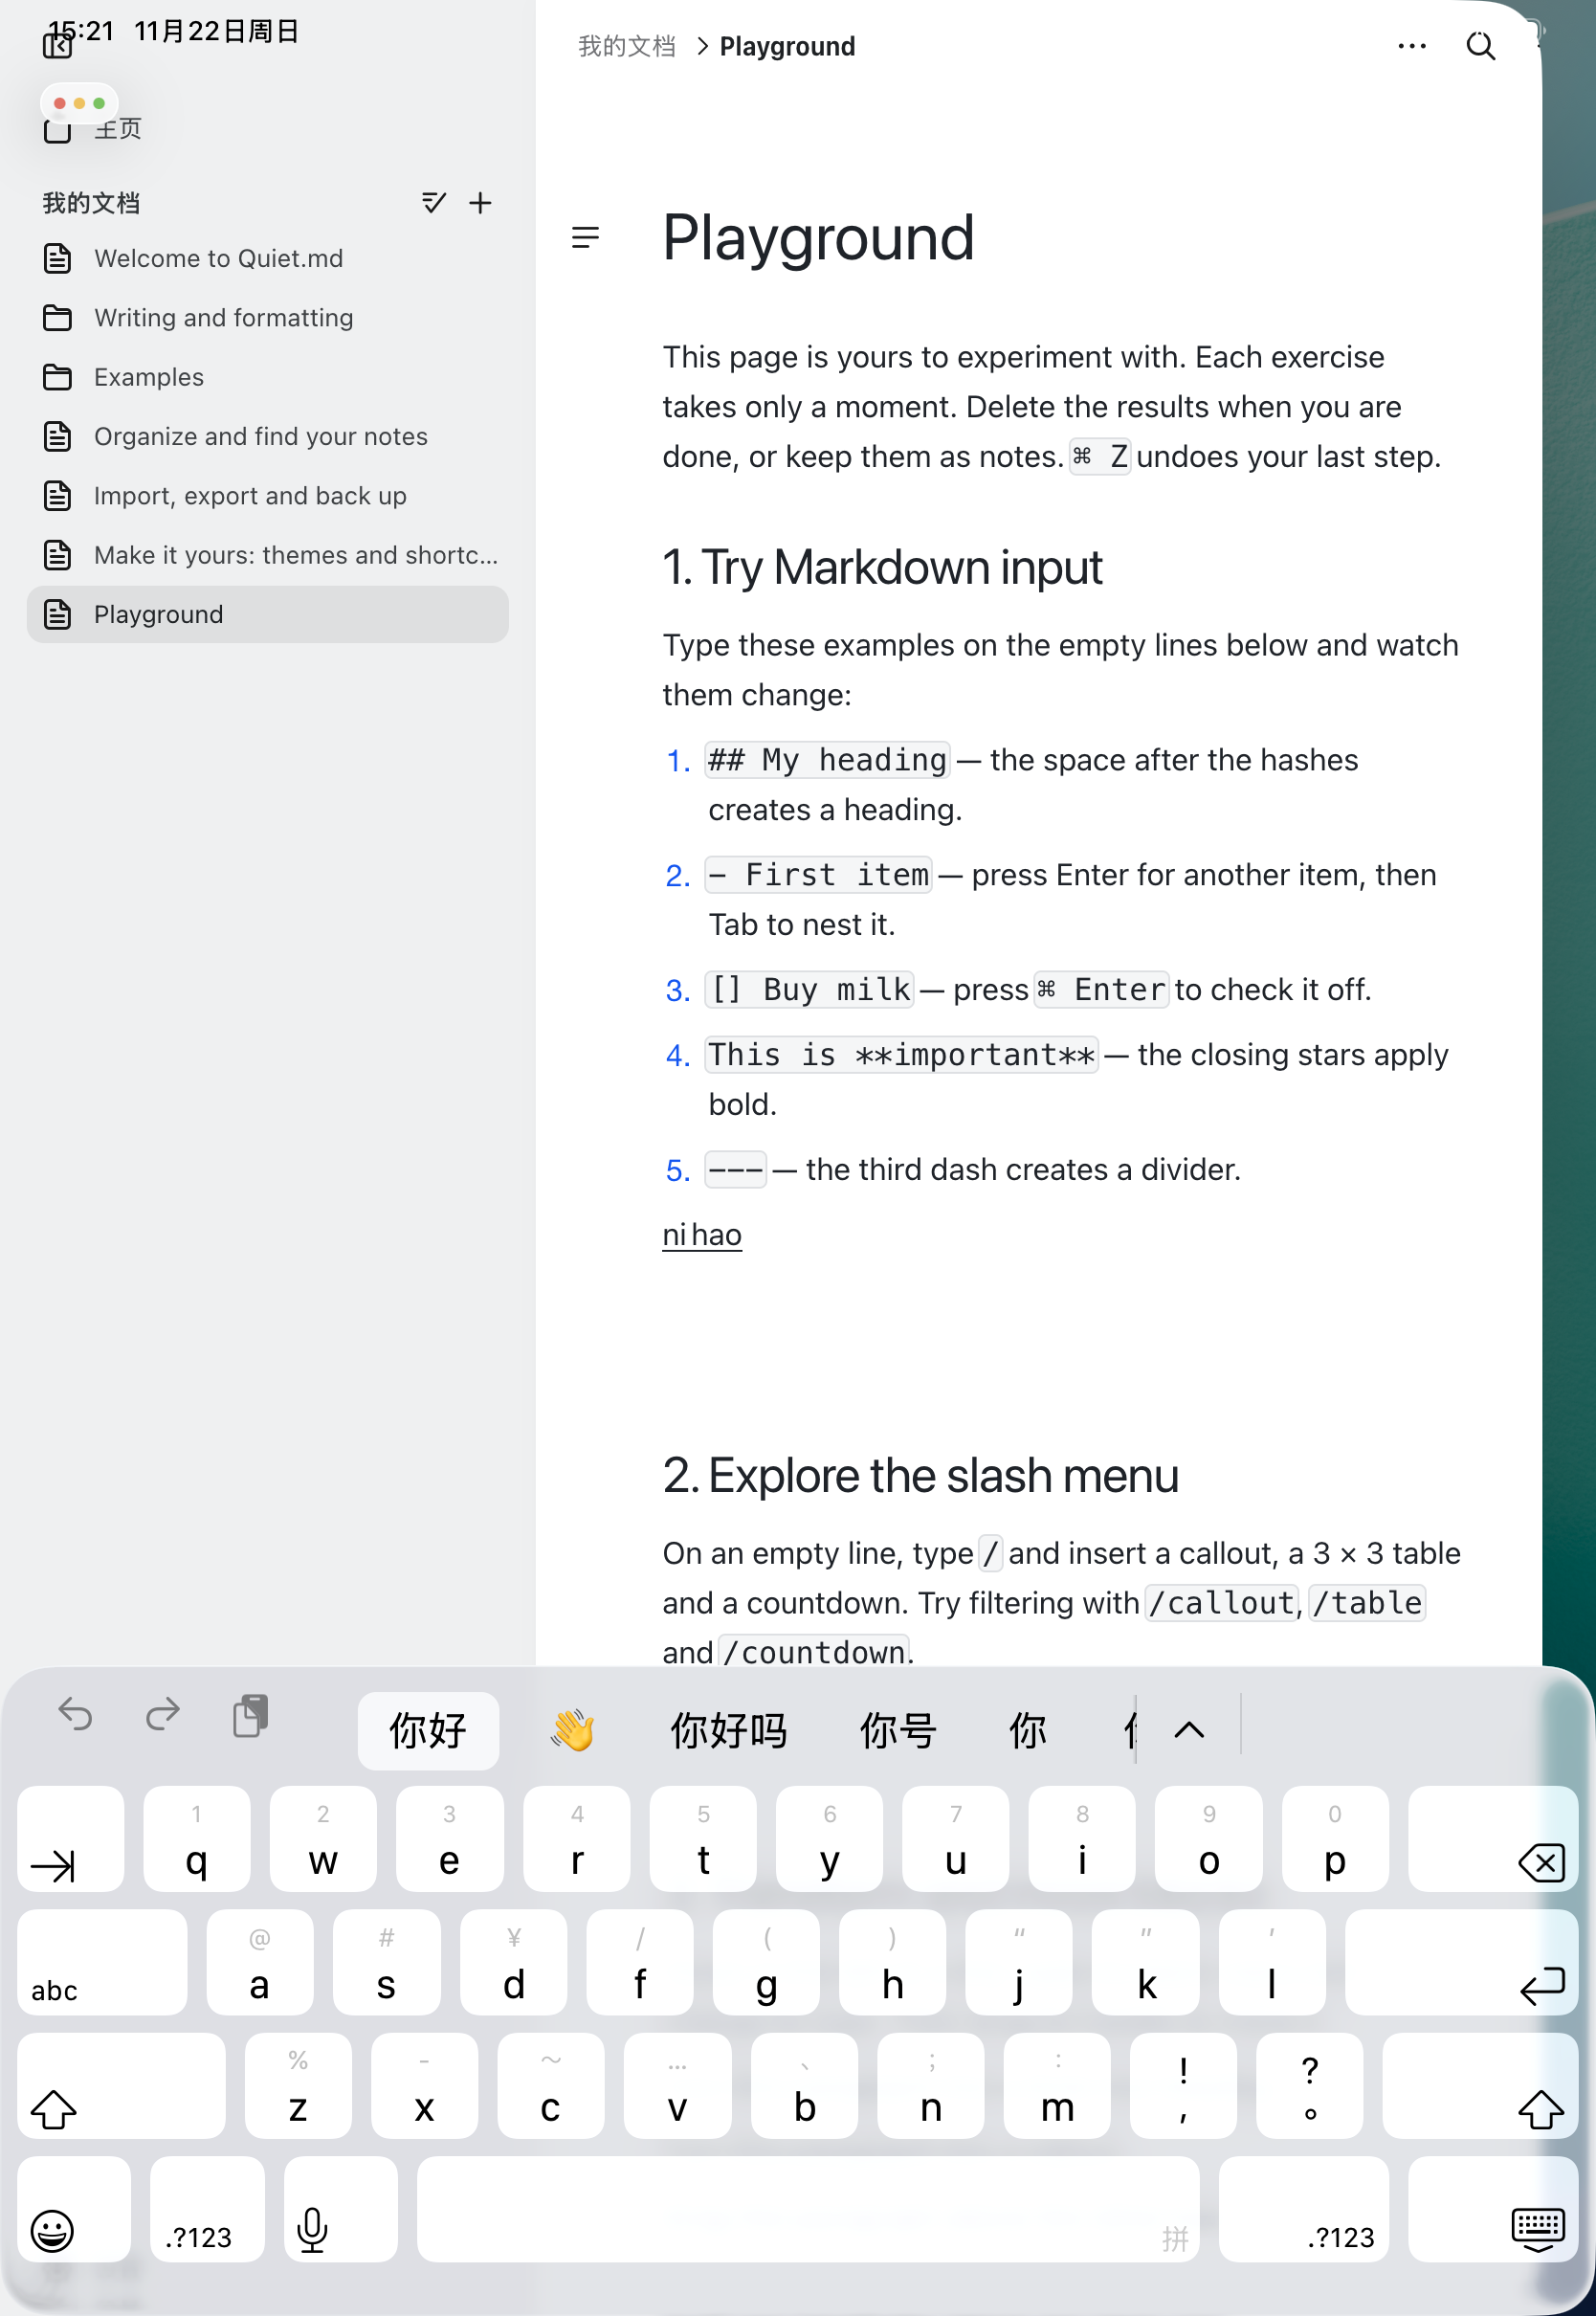 15:21 11月22日周日
主页
我的文档
Welcome to Quiet.md
Writing and formatting
Examples
Organize and find your notes
Import, export and back up
Make it yours: themes and shortc...
Playground
我的文档 > Playground
Playground
This page is yours to experiment with. Each exercise
takes only a moment. Delete the results when you are
done, or keep them as notes. ⌘ Z undoes your last step.
1. Try Markdown input
Type these examples on the empty lines below and watch
them change:
1. ## My heading — the space after the hashes
creates a heading.
2. - First item — press Enter for another item, then
Tab to nest it.
3. [] Buy milk — press ⌘ Enter to check it off.
4. This is **important** — the closing stars apply
bold.
5. --- — the third dash creates a divider.
ni hao
2. Explore the slash menu
On an empty line, type / and insert a callout, a 3 × 3 table
and a countdown. Try filtering with /callout, /table
and /countdown.
你好 👋 你好吗 你号 你
1 2 3 4 5 6 7 8 9 0
q w e r t y u i o p
@ # ¥ / ( ) “ ” ’
abc a s d f g h j k l
% - ～ … 、 ; : ! ?
z x c v b n m , 。
.?123 拼 .?123